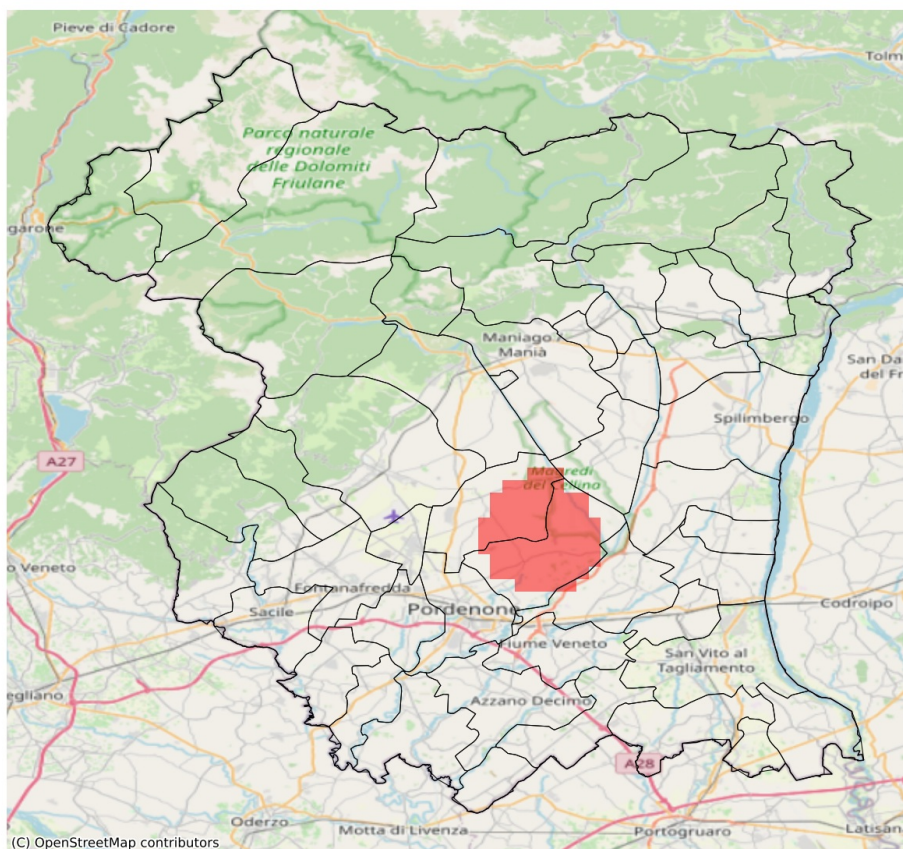 Pieve di Cadore
Tolm
Parco naturale
regionale
delle Dolomiti
Friulane
garone
Maniago /
Manià
San Da
del Fr
Spilimbergo
A27
Magredi
del Cellina
o Veneto
Fontanafredda
Sacile
Pordenone
Codroipo
Fiume Veneto
San Vito al
Tagliamento
egliano
Azzano Decimo
A28
Oderzo
Motta di Livenza
Portogruaro
Latisan
(C) OpenStreetMap contributors